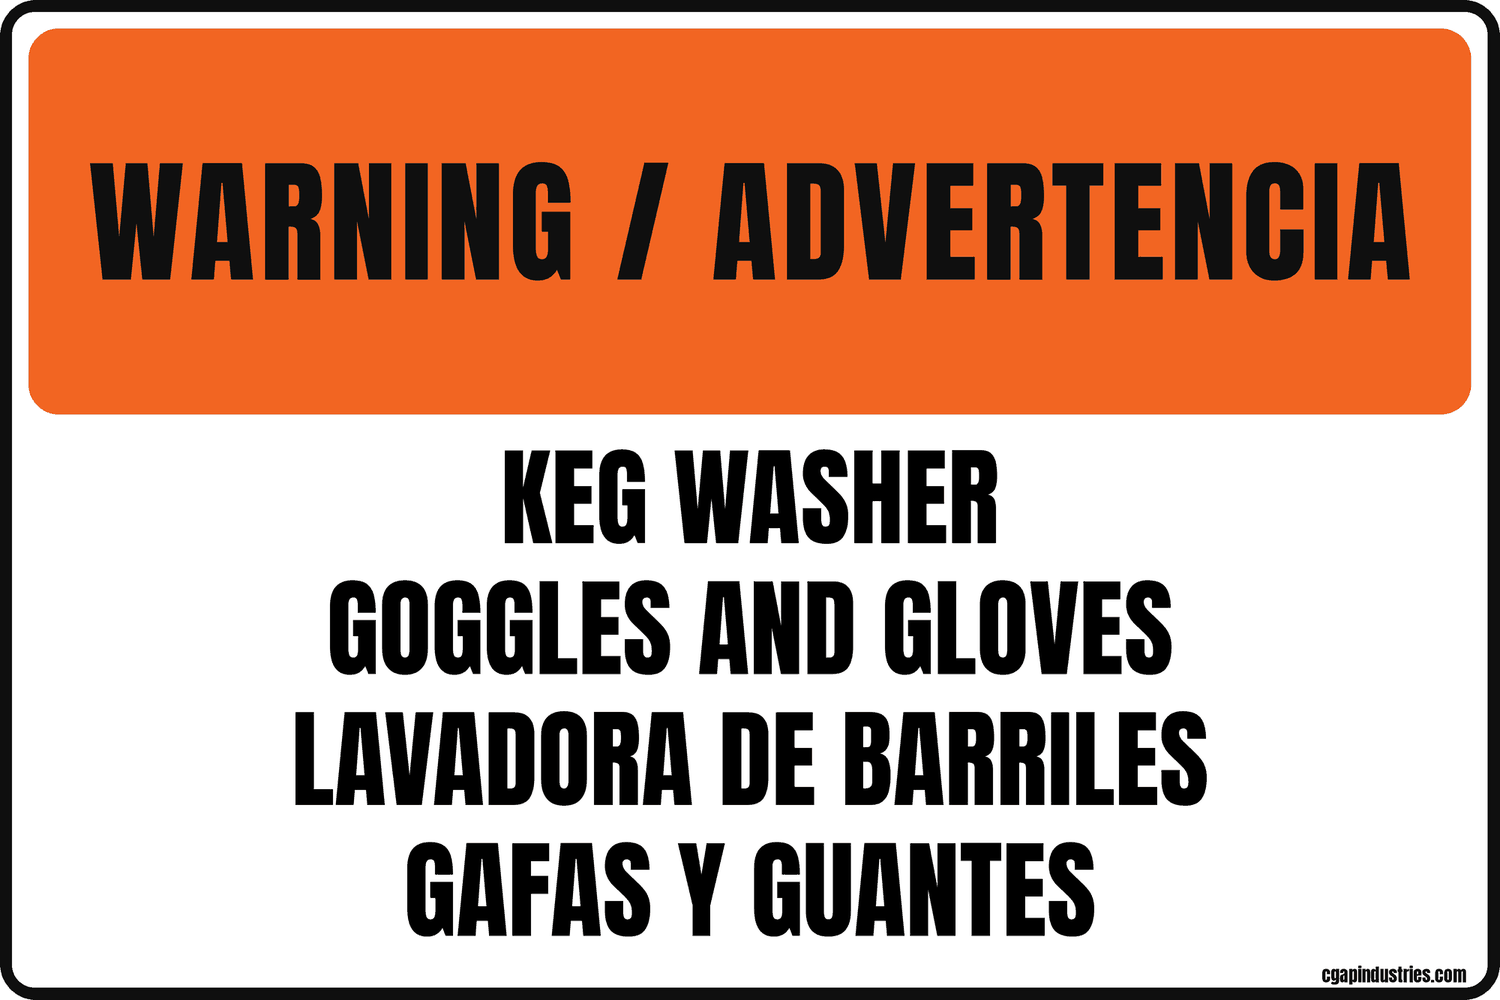 WARNING / ADVERTENCIA
KEG WASHER
GOGGLES AND GLOVES
LAVADORA DE BARRILES
GAFAS Y GUANTES
cgapindustries.com